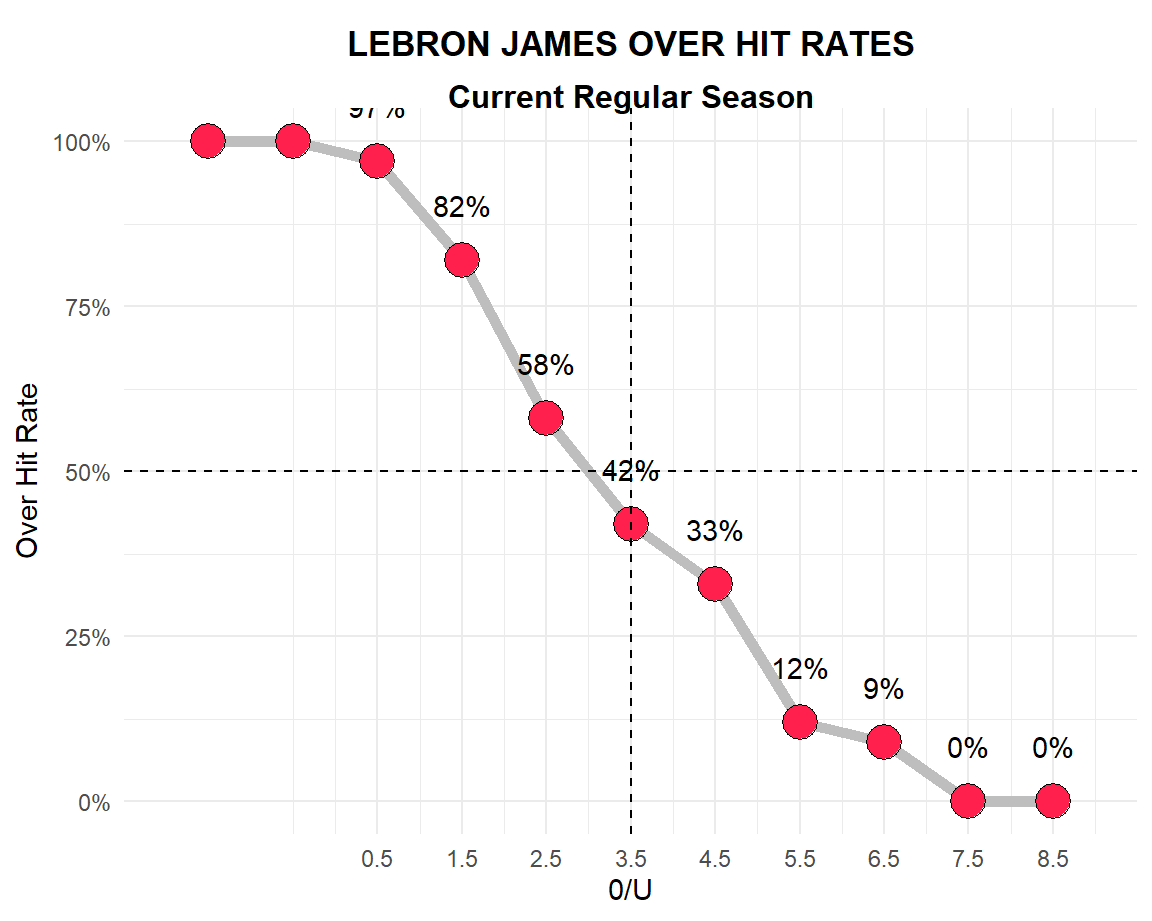 LEBRON JAMES OVER HIT RATES
Current Regular Season
97%
100%
82%
75%
58%
50%
42%
33%
25%
12%
9%
0%
0%
0%
Over Hit Rate
0.5 1.5 2.5 3.5 4.5 5.5 6.5 7.5 8.5
0/U